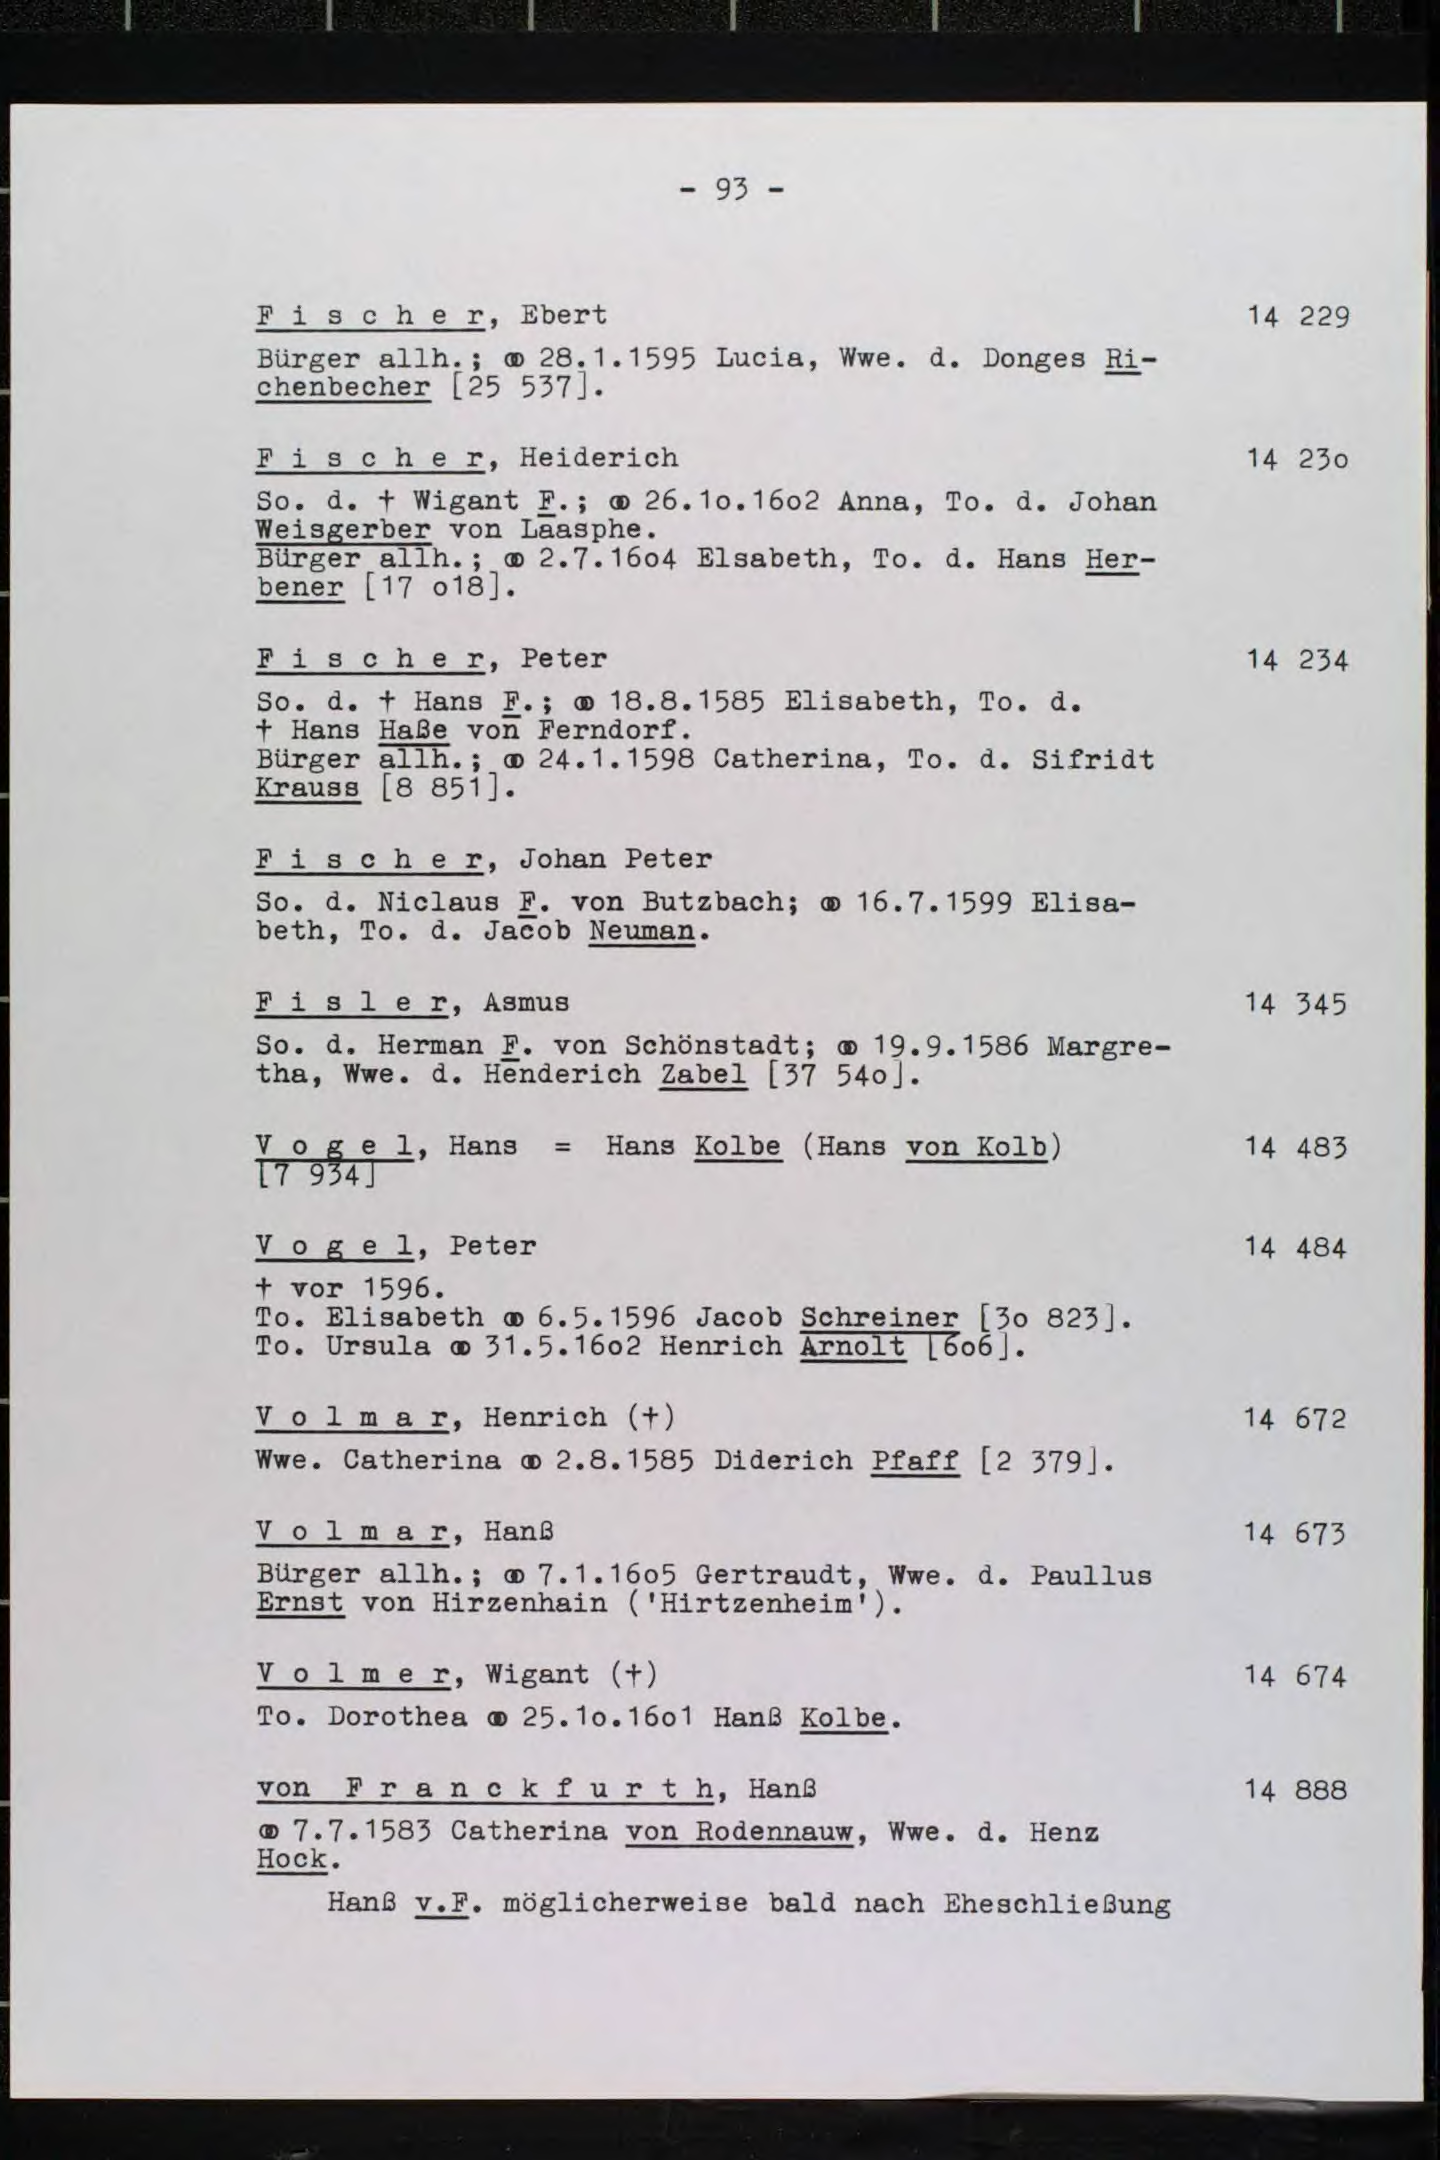 - 93 -
F i s c h e r, Ebert 14 229
Bürger allh.; ⚭ 28.1.1595 Lucia, Wwe. d. Donges Ri-
chenbecher [25 537].
F i s c h e r, Heiderich 14 23o
So. d. † Wigant F.; ⚭ 26.1o.16o2 Anna, To. d. Johan
Weisgerber von Laasphe.
Bürger allh.; ⚭ 2.7.16o4 Elsabeth, To. d. Hans Her-
bener [17 o18].
F i s c h e r, Peter 14 234
So. d. † Hans F.; ⚭ 18.8.1585 Elisabeth, To. d.
† Hans Haße von Ferndorf.
Bürger allh.; ⚭ 24.1.1598 Catherina, To. d. Sifridt
Krauss [8 851].
F i s c h e r, Johan Peter
So. d. Niclaus F. von Butzbach; ⚭ 16.7.1599 Elisa-
beth, To. d. Jacob Neuman.
F i s l e r, Asmus 14 345
So. d. Herman F. von Schönstadt; ⚭ 19.9.1586 Margre-
tha, Wwe. d. Henderich Zabel [37 54o].
V o g e l, Hans = Hans Kolbe (Hans von Kolb) 14 483
[7 934]
V o g e l, Peter 14 484
† vor 1596.
To. Elisabeth ⚭ 6.5.1596 Jacob Schreiner [3o 823].
To. Ursula ⚭ 31.5.16o2 Henrich Arnolt [6o6].
V o l m a r, Henrich (†) 14 672
Wwe. Catherina ⚭ 2.8.1585 Diderich Pfaff [2 379].
V o l m a r, Hanß 14 673
Bürger allh.; ⚭ 7.1.16o5 Gertraudt, Wwe. d. Paullus
Ernst von Hirzenhain ('Hirtzenheim').
V o l m e r, Wigant (†) 14 674
To. Dorothea ⚭ 25.1o.16o1 Hanß Kolbe.
von F r a n c k f u r t h, Hanß 14 888
⚭ 7.7.1583 Catherina von Rodennauw, Wwe. d. Henz
Hock.
Hanß v.F. möglicherweise bald nach Eheschließung